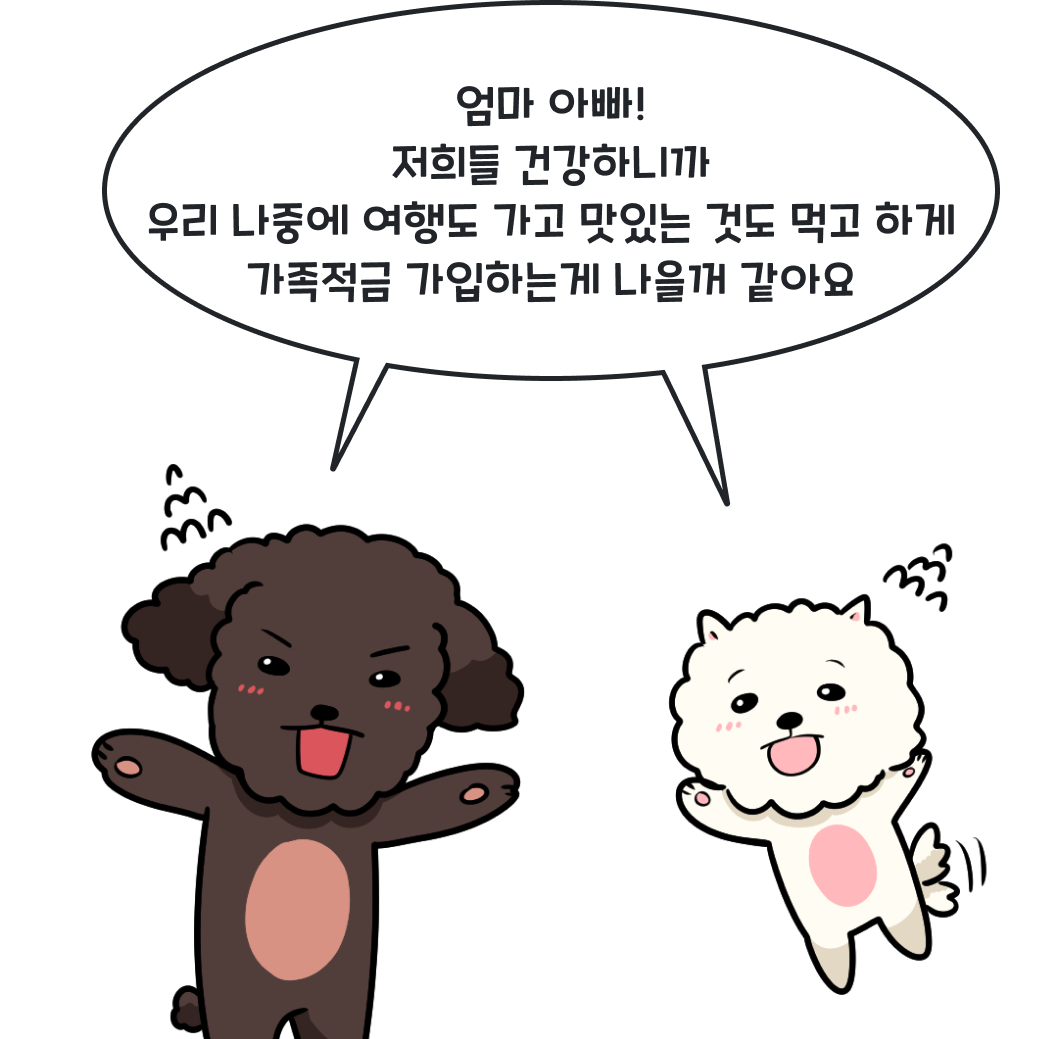 엄마 아빠!
저희들 건강하니까
우리 나중에 여행도 가고 맛있는 것도 먹고 하게
가족적금 가입하는게 나을꺼 같아요